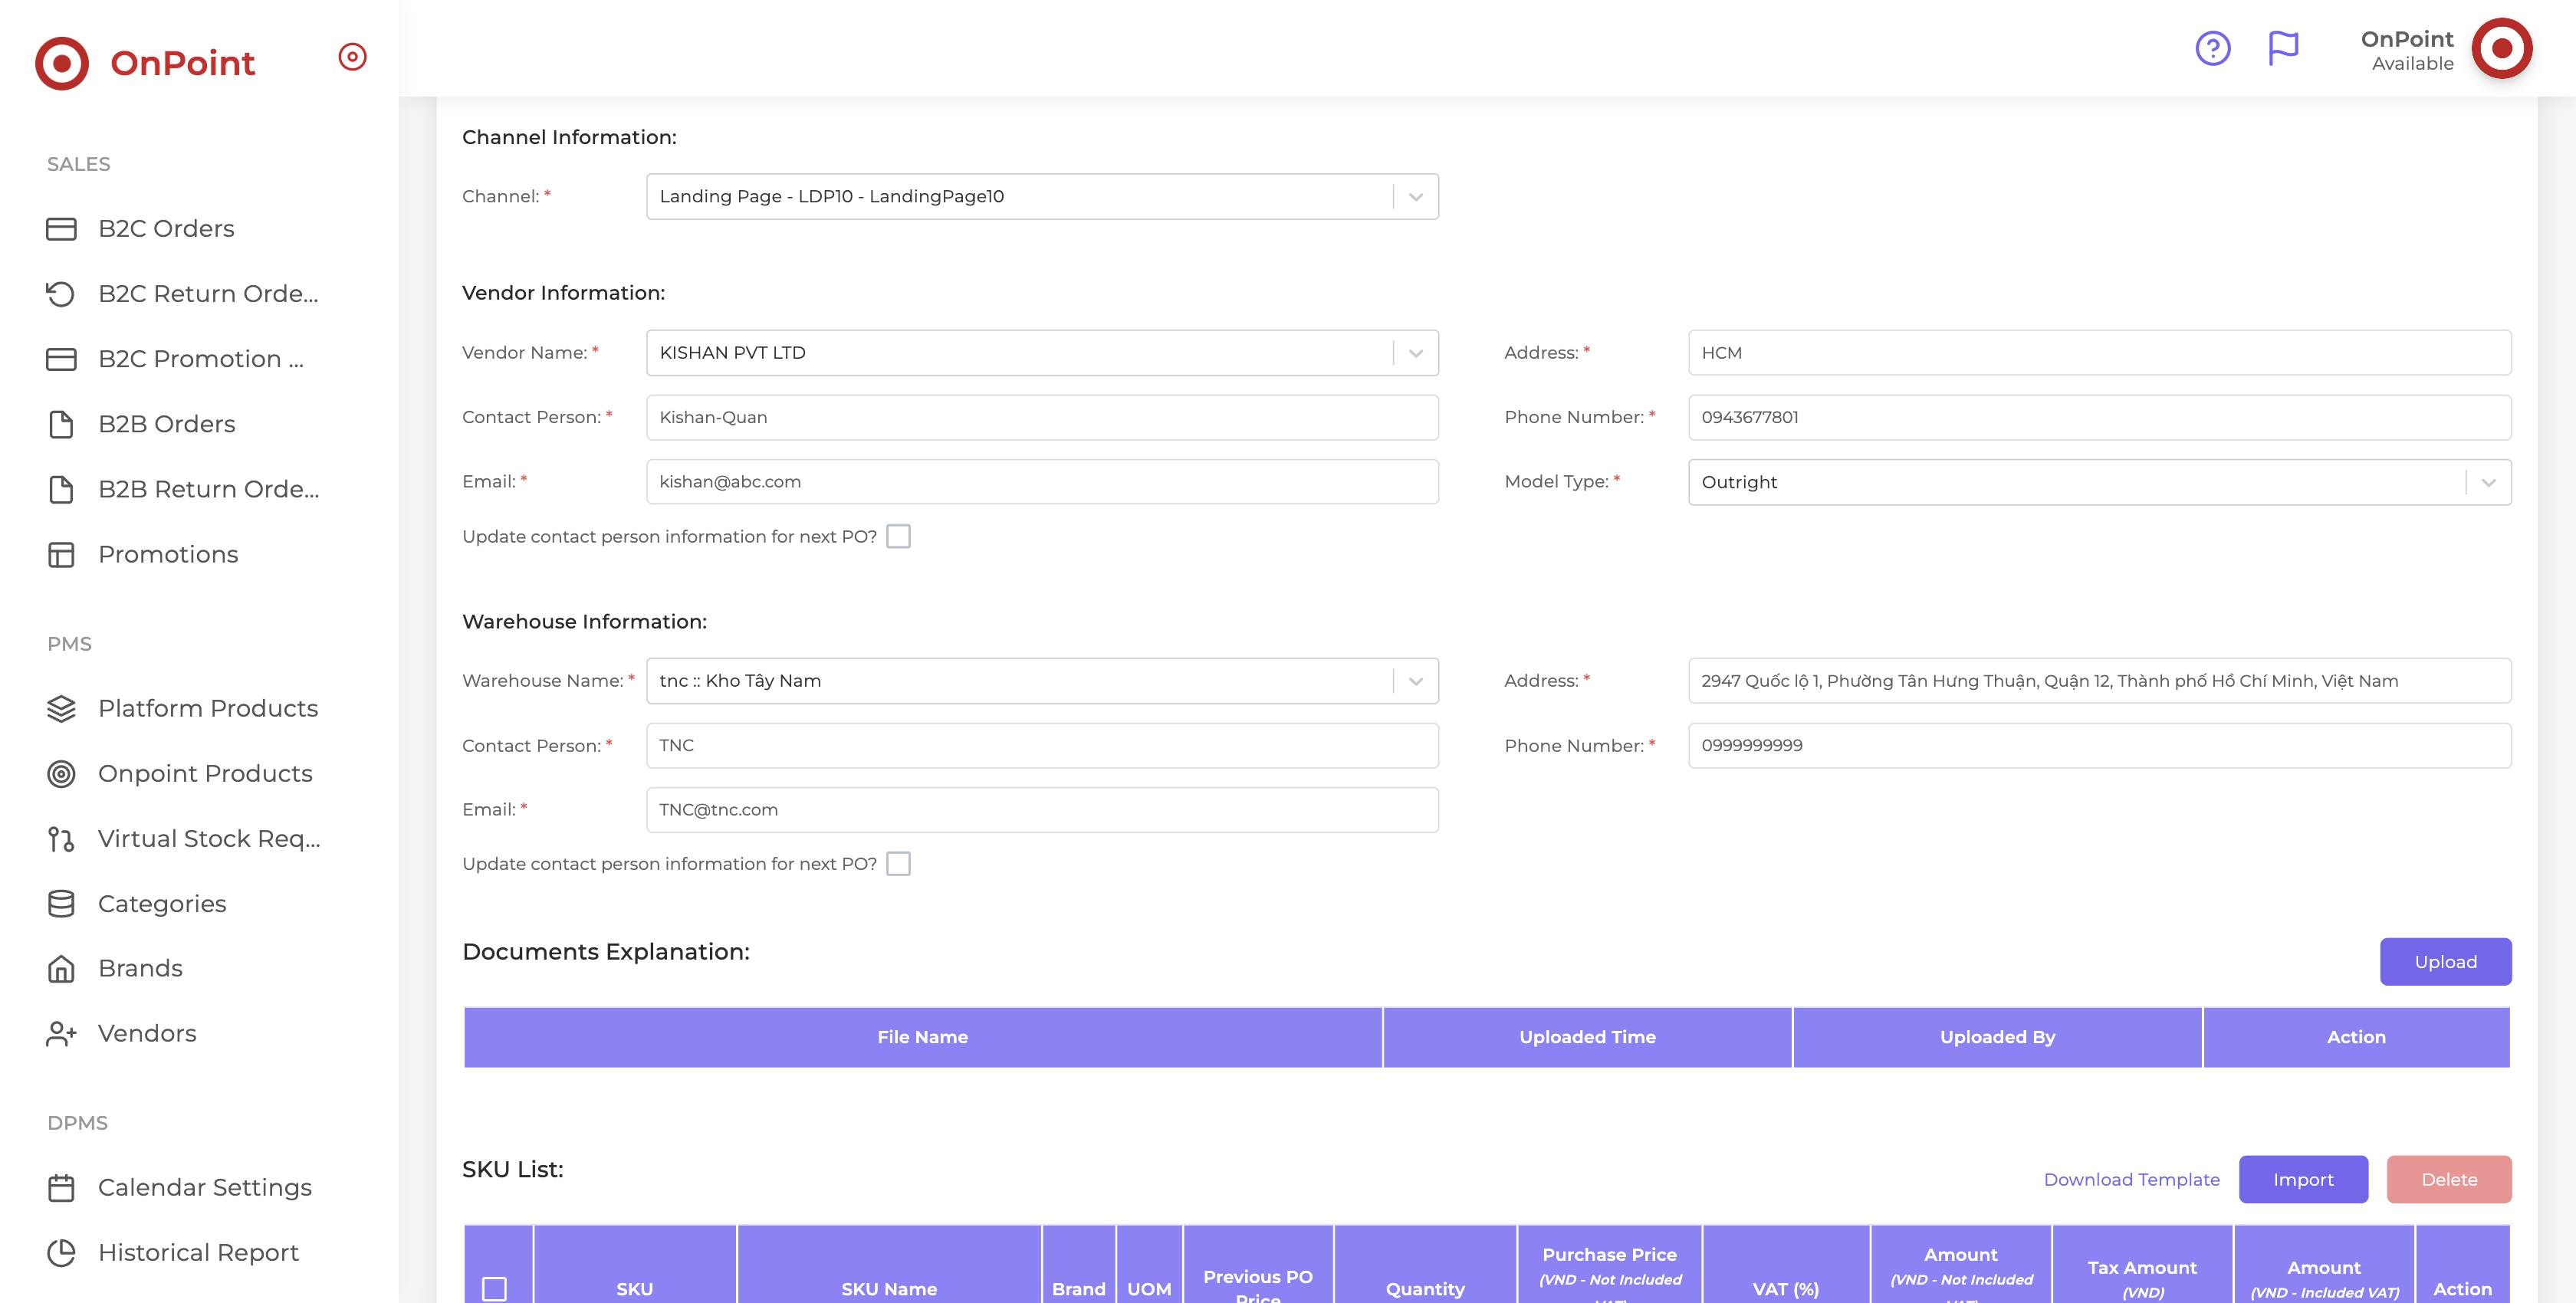 OnPoint
OnPoint
Available
SALES
B2C Orders
B2C Return Orde...
B2C Promotion ...
B2B Orders
B2B Return Orde...
Promotions
PMS
Platform Products
Onpoint Products
Virtual Stock Req...
Categories
Brands
Vendors
DPMS
Calendar Settings
Historical Report
Channel Information:
Channel: * Landing Page - LDP10 - LandingPage10
Vendor Information:
Vendor Name: * KISHAN PVT LTD Address: * HCM
Contact Person: * Kishan-Quan Phone Number: * 0943677801
Email: * kishan@abc.com Model Type: * Outright
Update contact person information for next PO?
Warehouse Information:
Warehouse Name: * tnc :: Kho Tây Nam Address: * 2947 Quốc lộ 1, Phường Tân Hưng Thuận, Quận 12, Thành phố Hồ Chí Minh, Việt Nam
Contact Person: * TNC Phone Number: * 0999999999
Email: * TNC@tnc.com
Update contact person information for next PO?
Documents Explanation: Upload
File Name Uploaded Time Uploaded By Action
SKU List: Download Template Import Delete
SKU
SKU Name
Brand
UOM
Previous PO
Price
Quantity
Purchase Price
(VND - Not Included
VAT)
VAT (%)
Amount
(VND - Not Included
VAT)
Tax Amount
(VND)
Amount
(VND - Included VAT)
Action